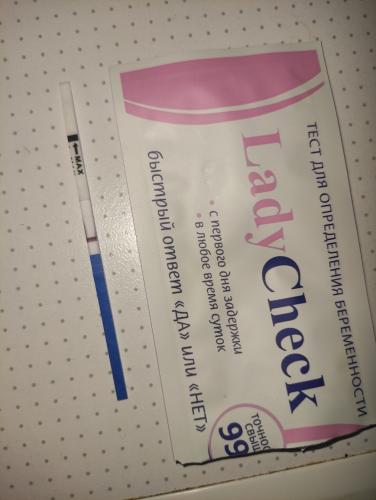 ТЕСТ ДЛЯ ОПРЕДЕЛЕНИЯ БЕРЕМЕННОСТИ
LadyCheck
• с первого дня задержки
• в любое время суток
быстрый ответ «ДА» или «НЕТ»
99
MAX